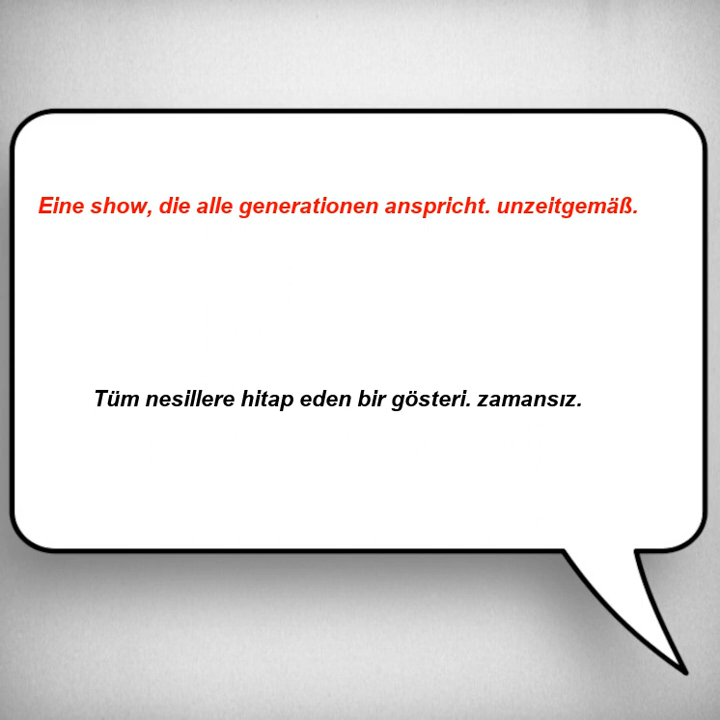 Eine show, die alle generationen anspricht. unzeitgemäß.
Tüm nesillere hitap eden bir gösteri. zamansız.